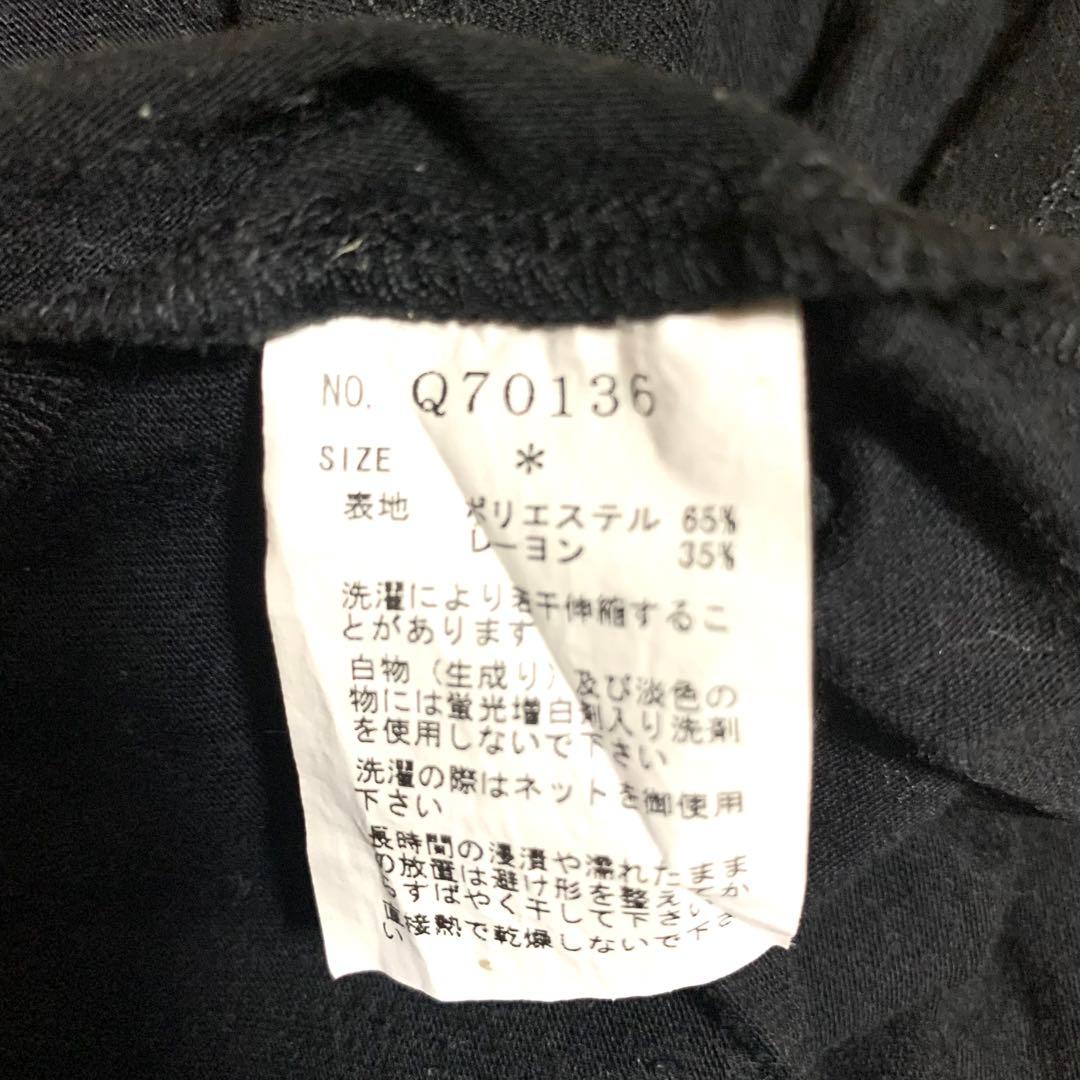 NO. Q70136
SIZE *
表地 ポリエステル 65%
レーヨン 35%
洗濯により若干伸縮するこ
とがあります
白物（生成り）及び淡色の
物には蛍光増白剤入り洗剤
を使用しないで下さい
洗濯の際はネットを御使用
下さい
長時間の浸漬や濡れたまま
の放置は避け形を整えてか
らすばやく干して下さい
直接熱で乾燥しないで下さ
い